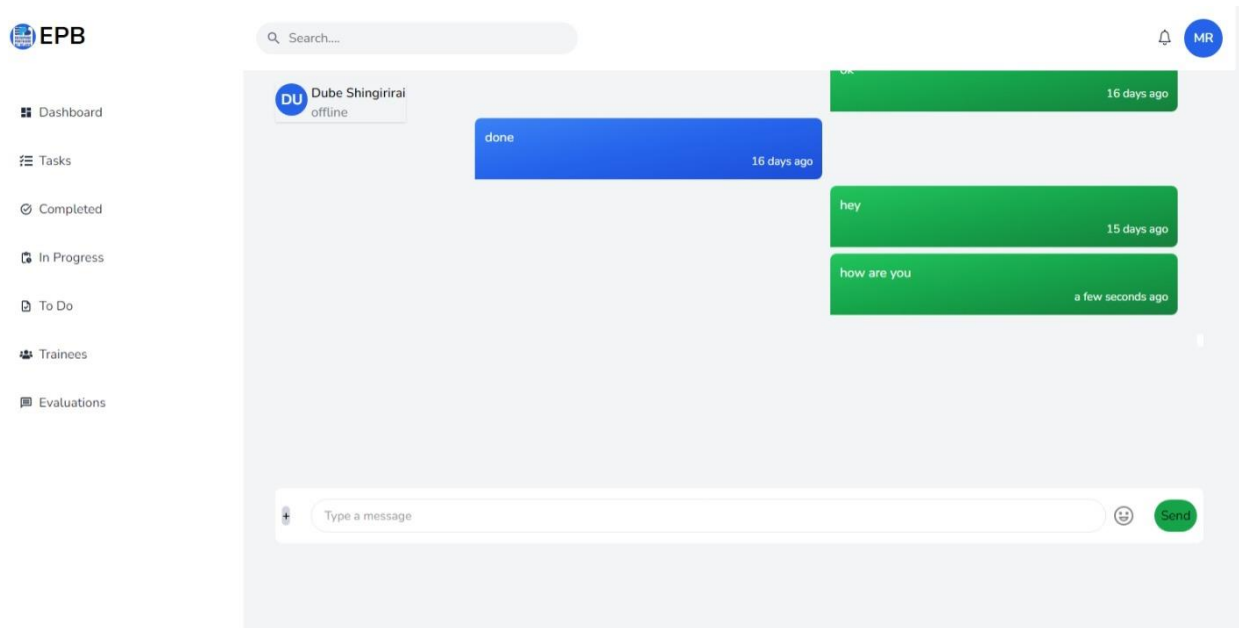 EPB
Search....
MR
Dashboard
Tasks
Completed
In Progress
To Do
Trainees
Evaluations
DU
Dube Shingirirai
offline
ok
16 days ago
done
16 days ago
hey
15 days ago
how are you
a few seconds ago
+
Type a message
Send